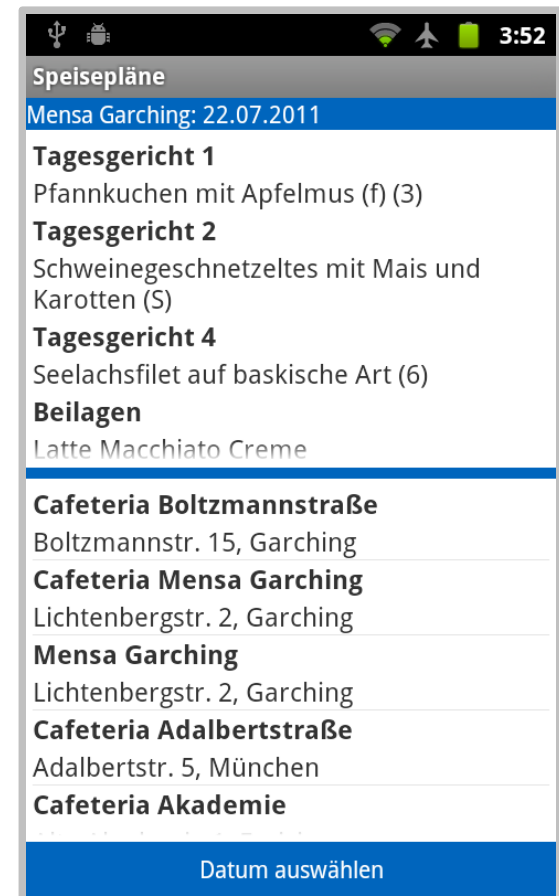 3:52
Speisepläne
Mensa Garching: 22.07.2011
Tagesgericht 1
Pfannkuchen mit Apfelmus (f) (3)
Tagesgericht 2
Schweinegeschnetzeltes mit Mais und
Karotten (S)
Tagesgericht 4
Seelachsfilet auf baskische Art (6)
Beilagen
Latte Macchiato Creme
Cafeteria Boltzmannstraße
Boltzmannstr. 15, Garching
Cafeteria Mensa Garching
Lichtenbergstr. 2, Garching
Mensa Garching
Lichtenbergstr. 2, Garching
Cafeteria Adalbertstraße
Adalbertstr. 5, München
Cafeteria Akademie
Datum auswählen